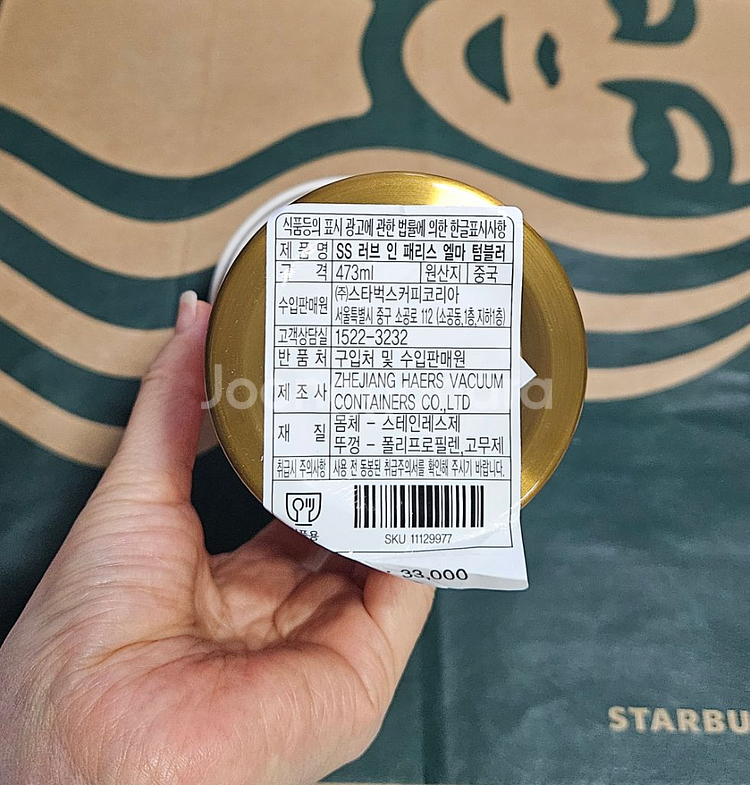 식품등의 표시 광고에 관한 법률에 의한 한글표시사항
제 품 명 SS 러브 인 패리스 엘마 텀블러
규 격 473ml 원산지 중국
수입판매원 ㈜스타벅스커피코리아
서울특별시 중구 소공로 112 (소공동,1층,지하1층)
고객상담실 1522-3232
반 품 처 구입처 및 수입판매원
제 조 사 ZHEJIANG HAERS VACUUM
CONTAINERS CO.,LTD
재 질 몸체 - 스테인레스제
뚜껑 - 폴리프로필렌,고무제
취급시 주의사항 사용 전 동봉된 취급주의서를 확인해 주시기 바랍니다.
SKU 11129977
33,000
STARBU